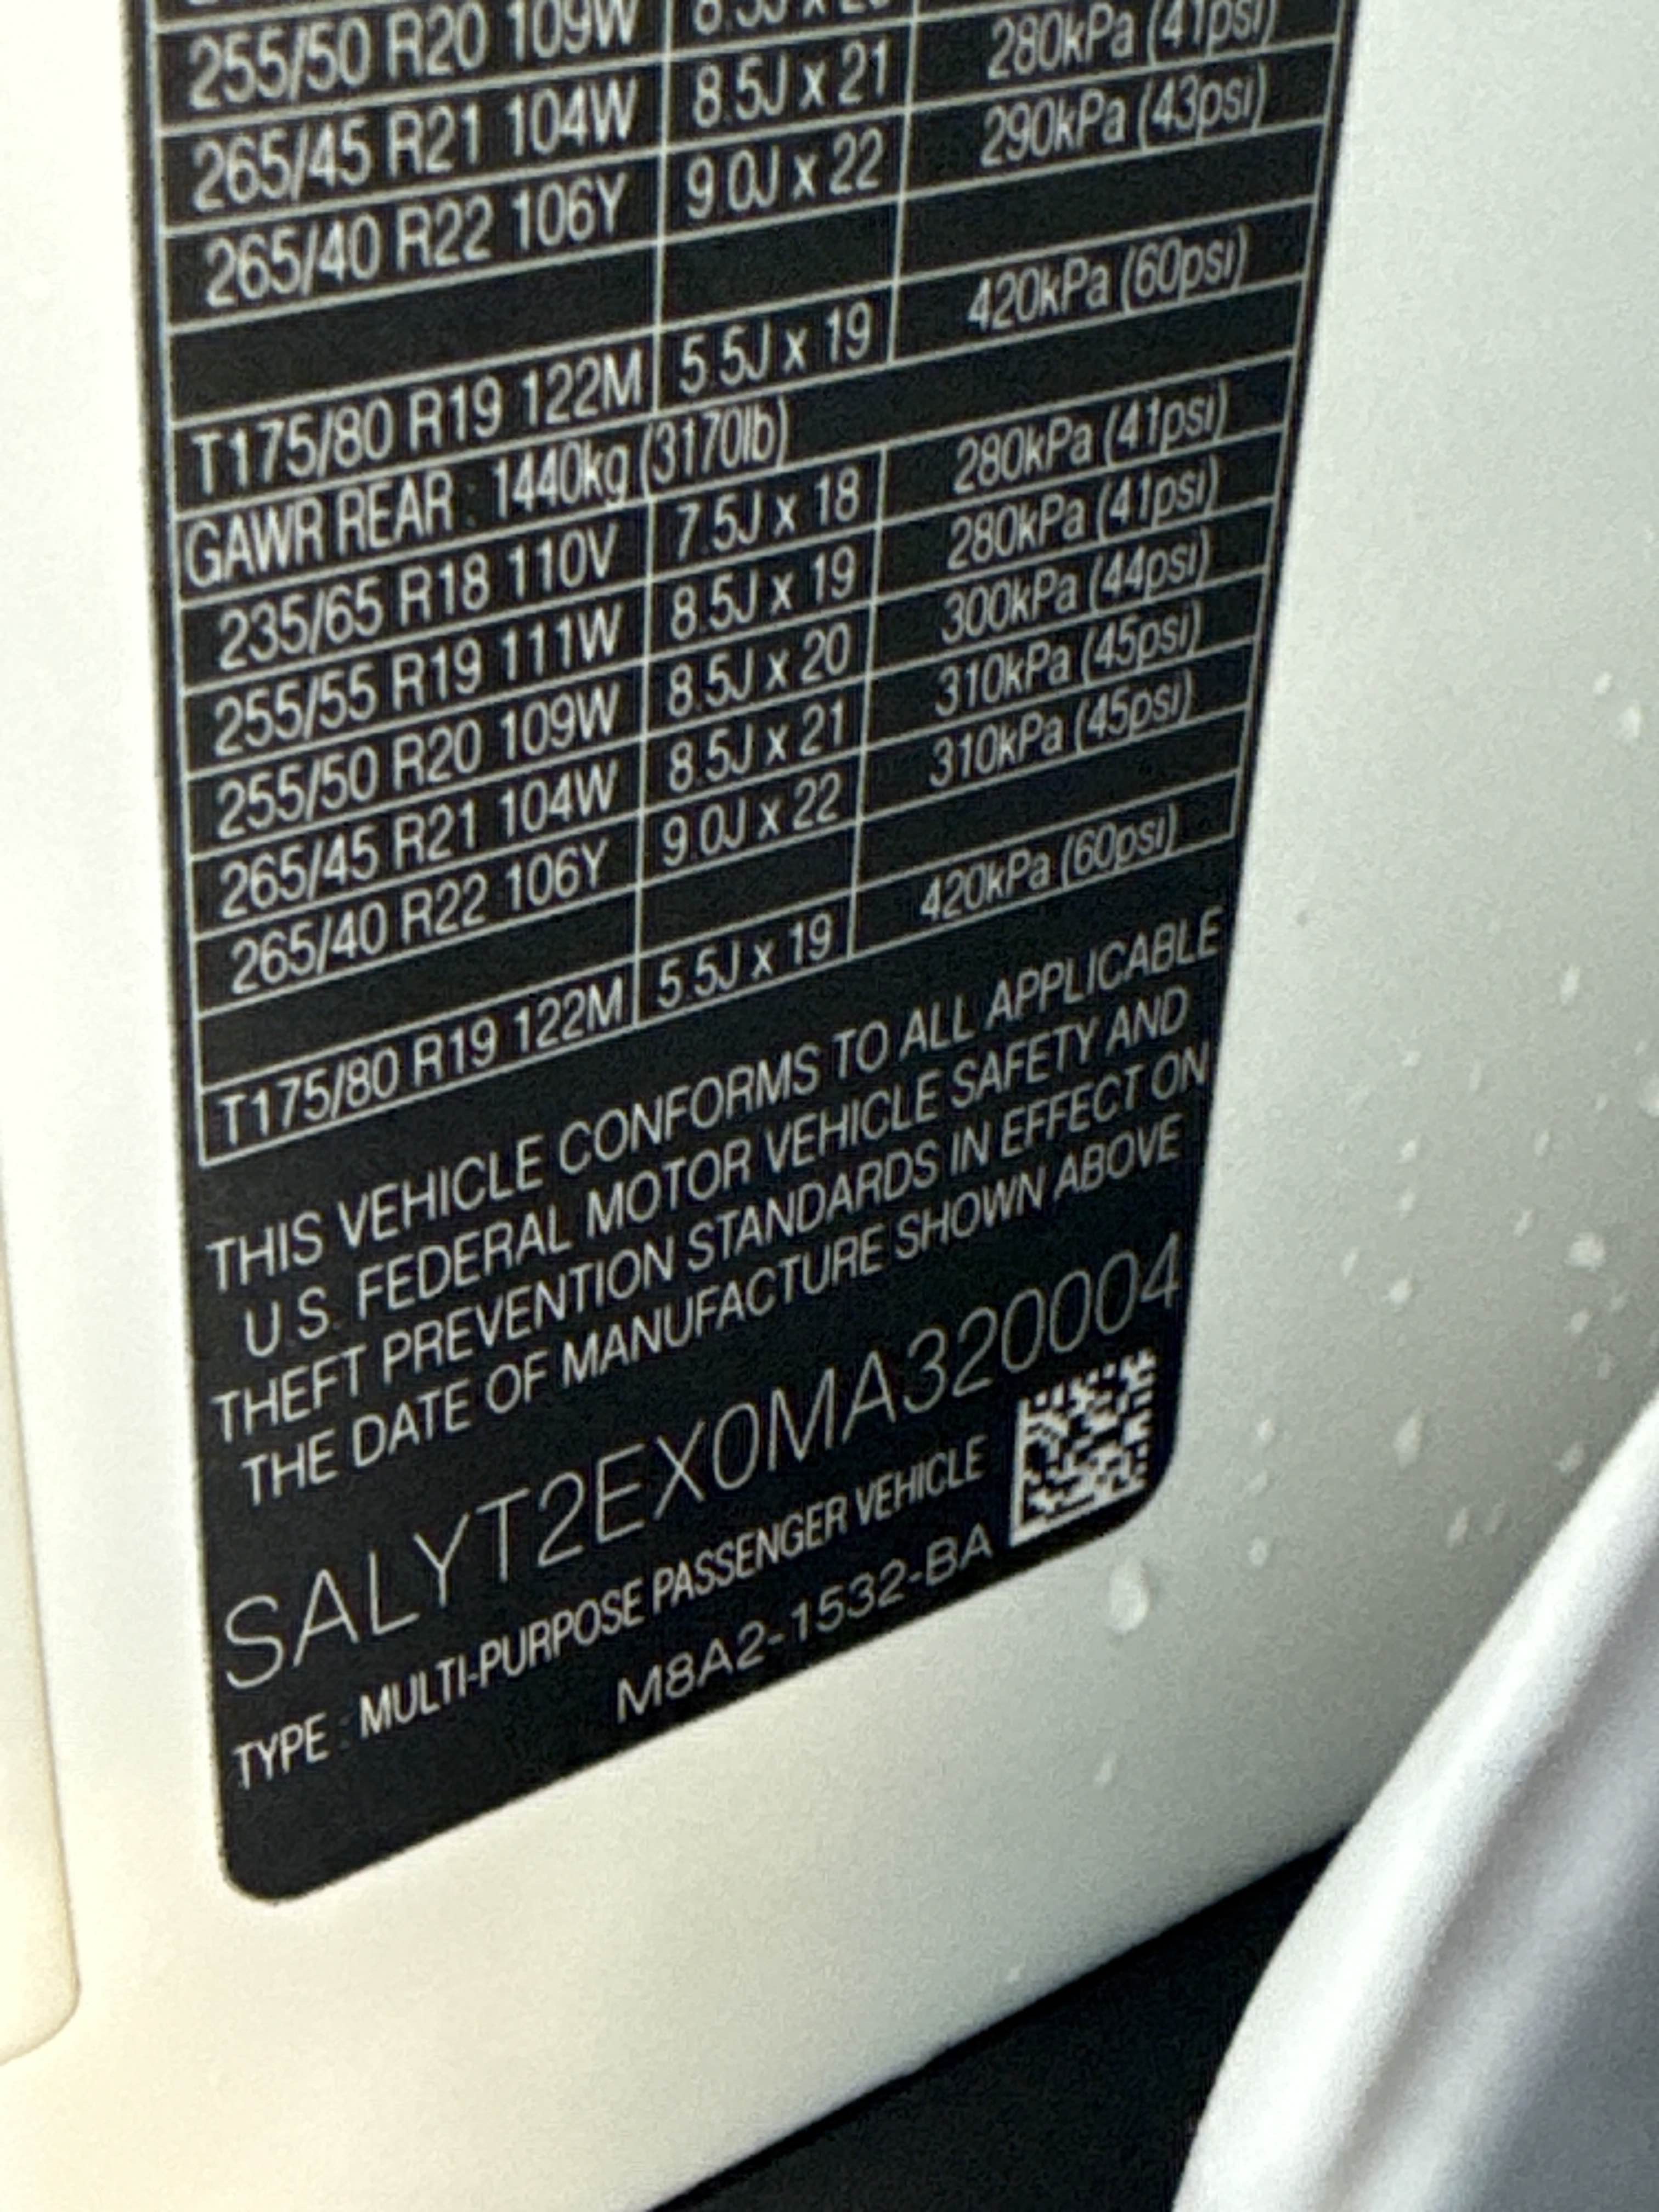 255/50 R20 109W
265/45 R21 104W 8.5J x 21 280kPa (41psi)
265/40 R22 106Y 9.0J x 22 290kPa (43psi)
T175/80 R19 122M 5.5J x 19 420kPa (60psi)
GAWR REAR : 1440kg (3170lb)
235/65 R18 110V 7.5J x 18 280kPa (41psi)
255/55 R19 111W 8.5J x 19 280kPa (41psi)
255/50 R20 109W 8.5J x 20 300kPa (44psi)
265/45 R21 104W 8.5J x 21 310kPa (45psi)
265/40 R22 106Y 9.0J x 22 310kPa (45psi)
T175/80 R19 122M 5.5J x 19 420kPa (60psi)
THIS VEHICLE CONFORMS TO ALL APPLICABLE
U.S. FEDERAL MOTOR VEHICLE SAFETY AND
THEFT PREVENTION STANDARDS IN EFFECT ON
THE DATE OF MANUFACTURE SHOWN ABOVE
SALYT2EX0MA320004
TYPE : MULTI-PURPOSE PASSENGER VEHICLE
M8A2-1532-BA